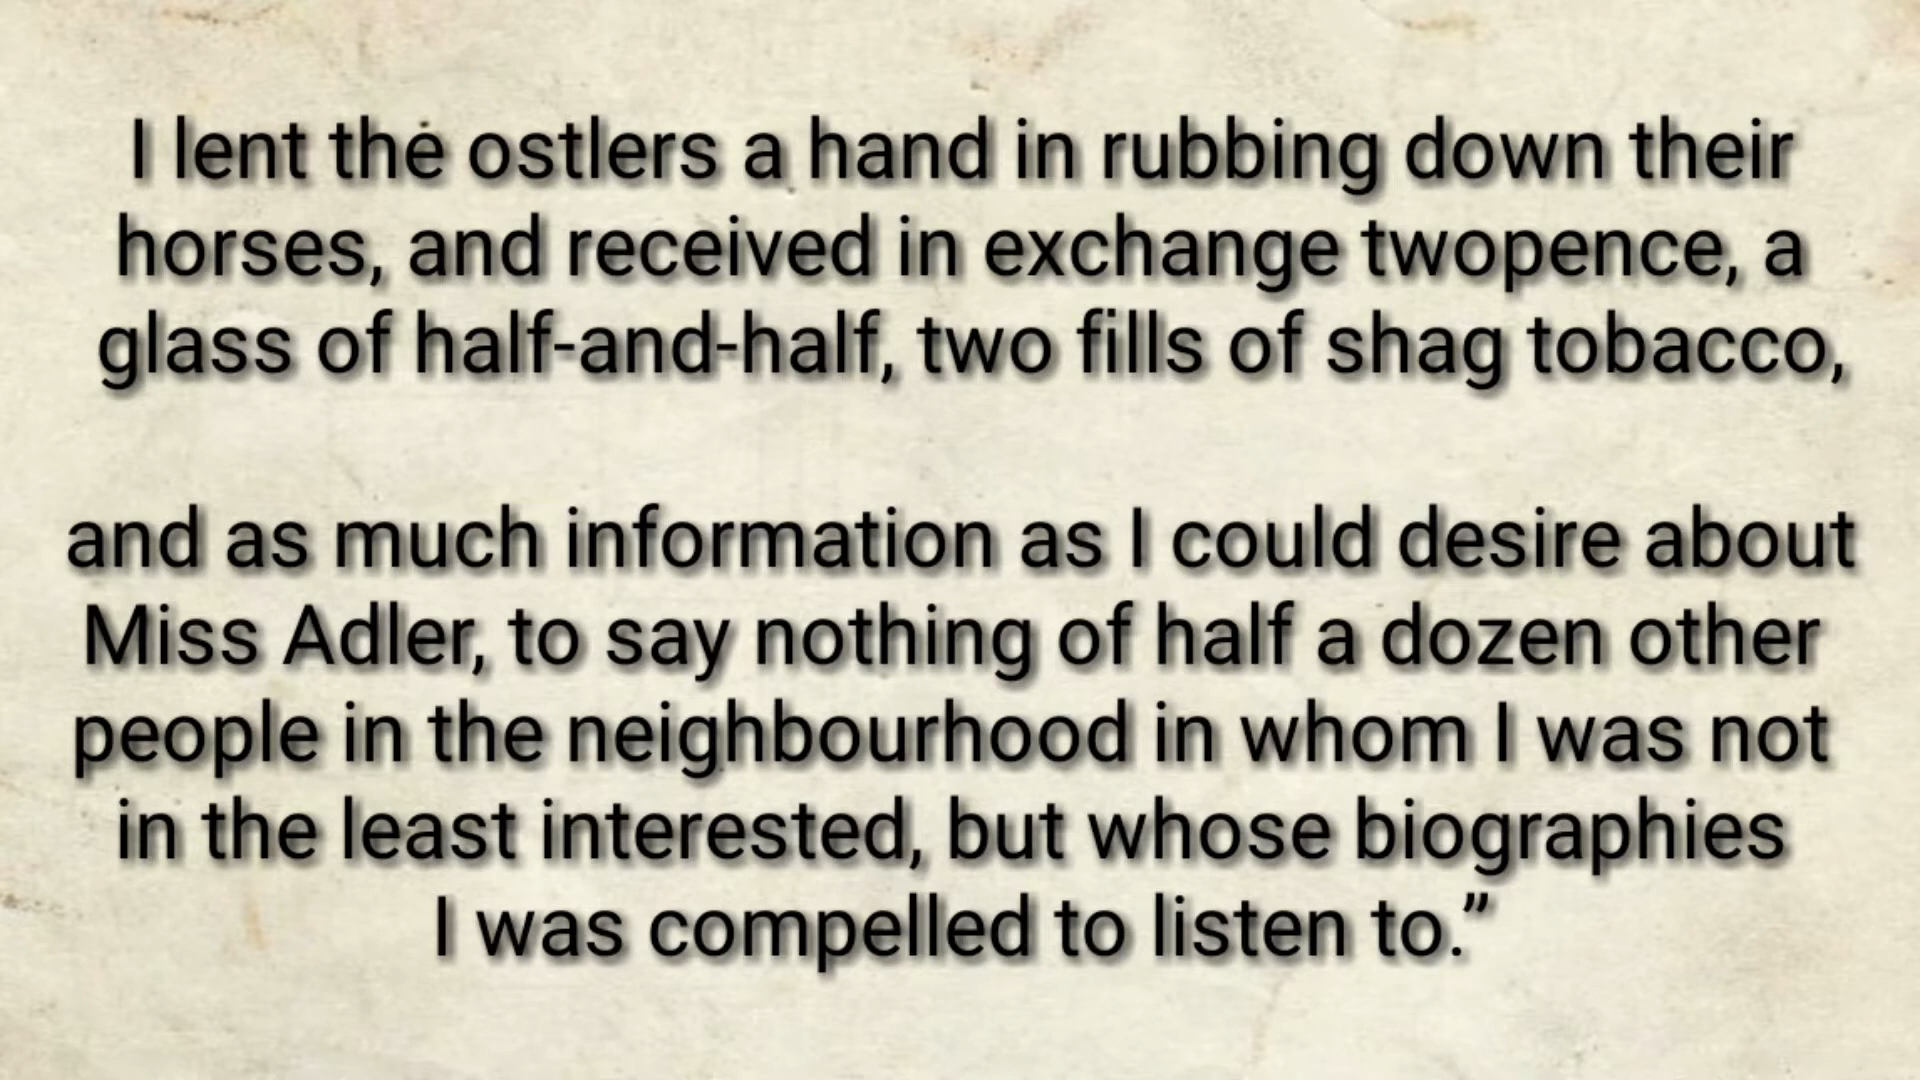 I lent the ostlers a hand in rubbing down their
horses, and received in exchange twopence, a
glass of half-and-half, two fills of shag tobacco,
and as much information as I could desire about
Miss Adler, to say nothing of half a dozen other
people in the neighbourhood in whom I was not
in the least interested, but whose biographies
I was compelled to listen to.”